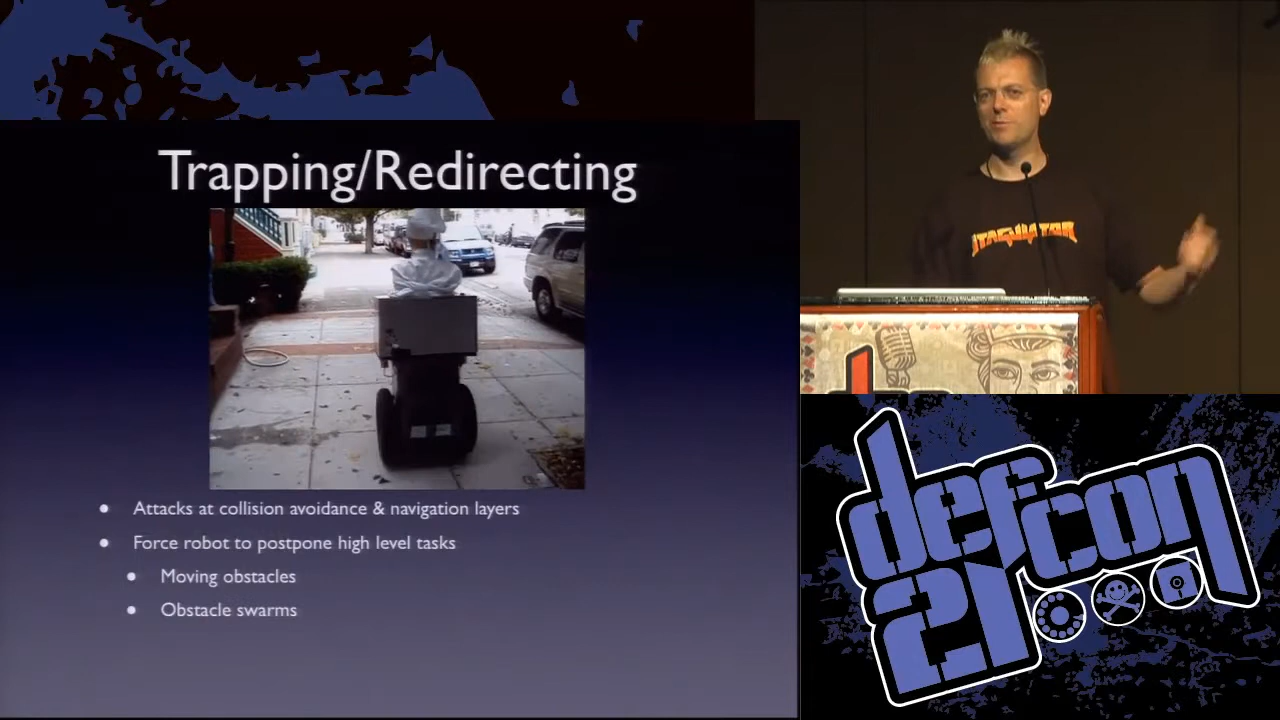 Trapping/Redirecting
Attacks at collision avoidance & navigation layers
Force robot to postpone high level tasks
Moving obstacles
Obstacle swarms
defcon
21